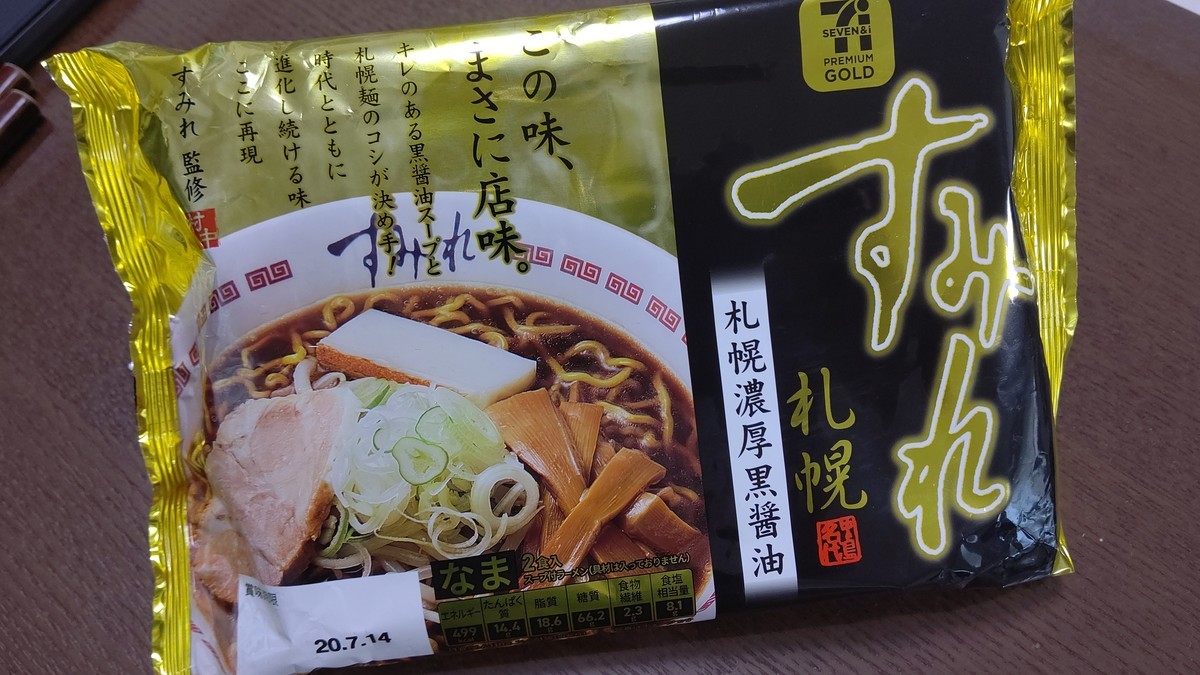 SEVEN&i
PREMIUM
GOLD
すみれ
札幌
札幌濃厚黒醤油
この味、
まさに店味。
キレのある黒醤油スープと
札幌麺のコシが決め手！
時代とともに
進化し続ける味
ここに再現
すみれ 監修
すみれ
なま
2食入
スープ付ラーメン(具材は入っておりません)
エネルギー たんぱく質 脂質 糖質 食物繊維 食塩相当量
499 14.4 18.6 66.2 2.3 8.1
賞味期限
20.7.14